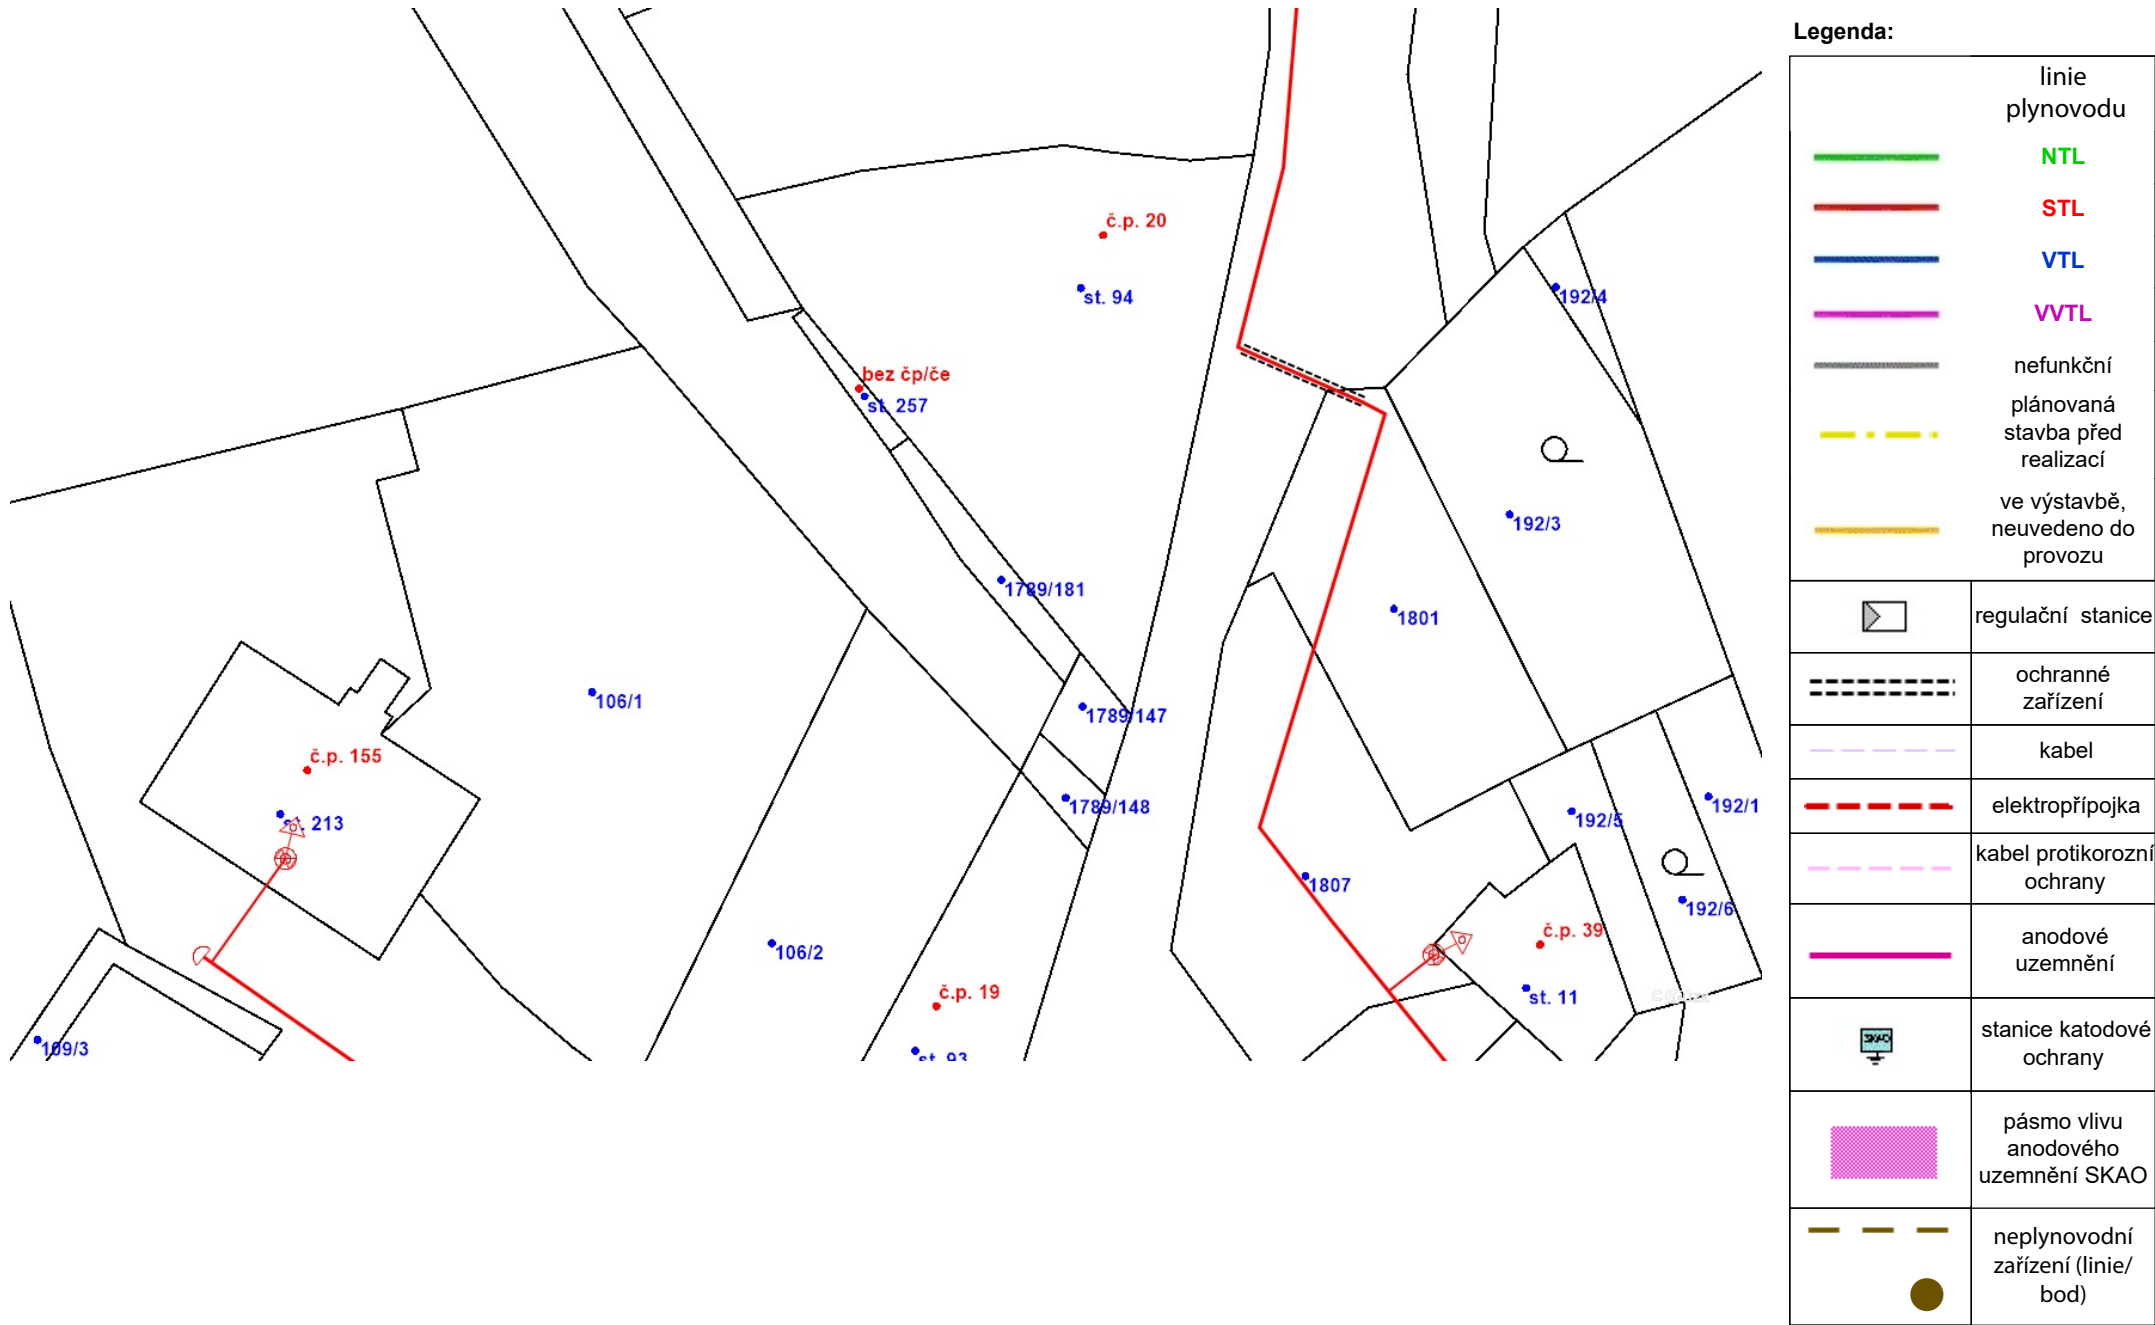 Legenda:
linie
plynovodu
NTL
STL
VTL
VVTL
nefunkční
plánovaná
stavba před
realizací
ve výstavbě,
neuvedeno do
provozu
regulační stanice
ochranné
zařízení
kabel
elektropřípojka
kabel protikorozní
ochrany
anodové
uzemnění
SKAO
stanice katodové
ochrany
pásmo vlivu
anodového
uzemnění SKAO
neplynovodní
zařízení (linie/
bod)
č.p. 20
st. 94
192/4
bez čp/če
st. 257
192/3
1789/181
1801
106/1
1789/147
č.p. 155
st. 213
1789/148
192/5
192/1
1807
192/6
č.p. 39
106/2
č.p. 19
st. 11
109/3
st. 93